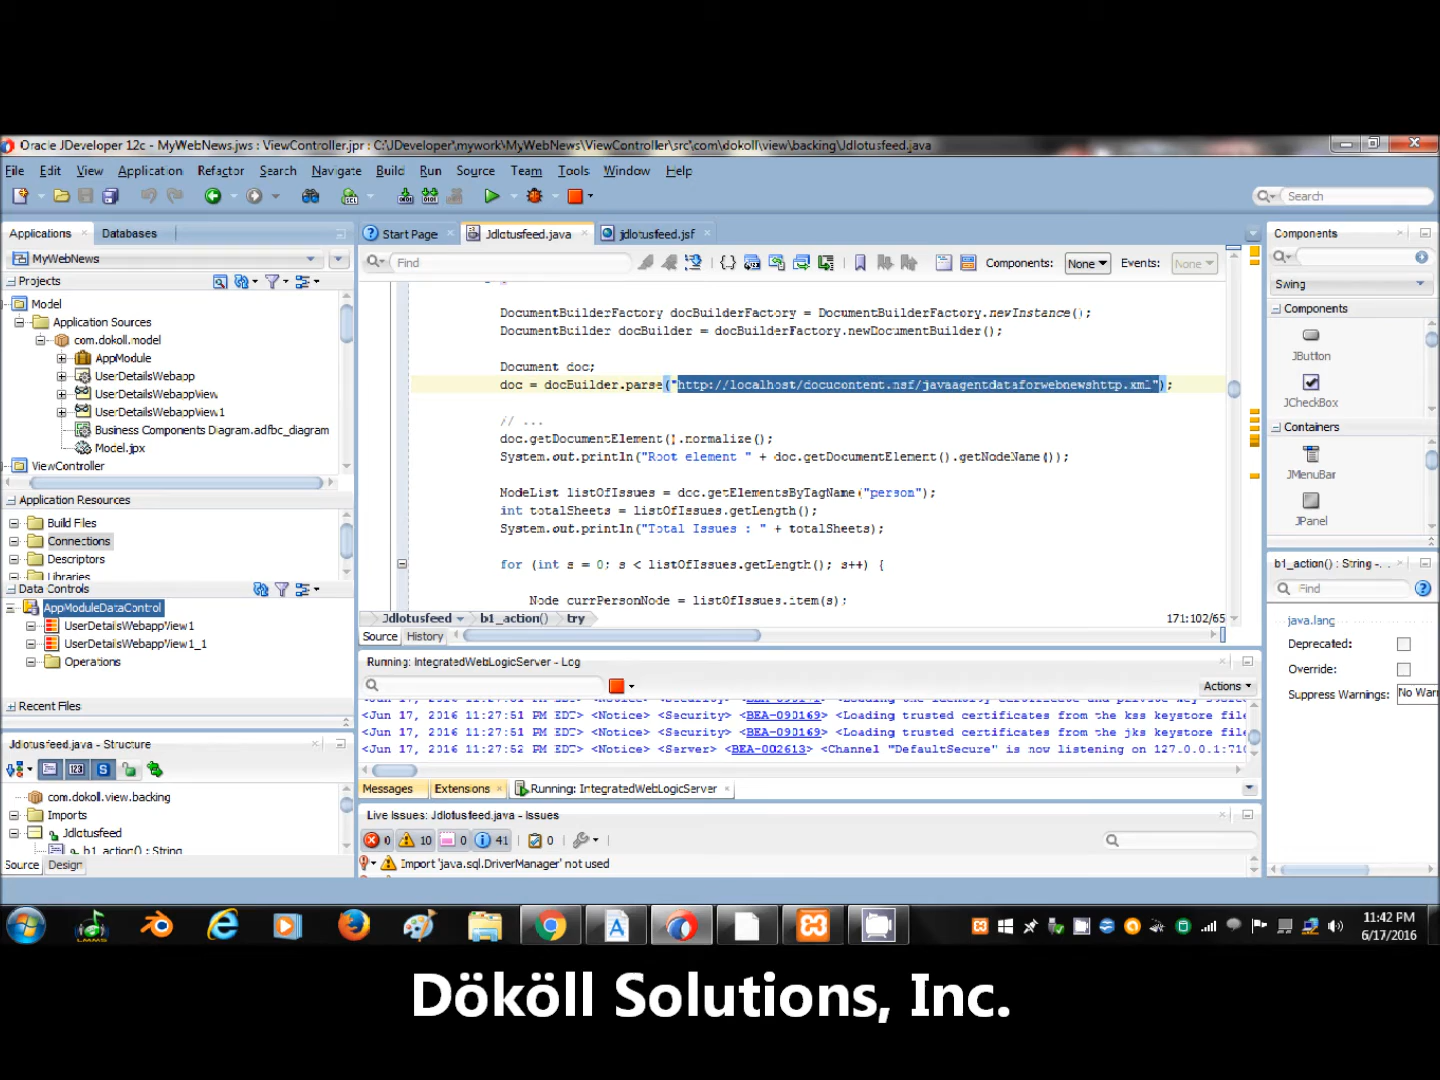 Oracle JDeveloper 12c - MyWebNews.jws : ViewController.jpr : C:\JDeveloper\mywork\MyWebNews\ViewController\src\com\dokoll\view\backing\Jdlotusfeed.java
File Edit View Application Refactor Search Navigate Build Run Source Team Tools Window Help
Search
Applications Databases
MyWebNews
Projects
Model
Application Sources
com.dokoll.model
AppModule
UserDetailsWebapp
UserDetailsWebappView
UserDetailsWebappView1
Business Components Diagram.adfbc_diagram
Model.jpx
ViewController
Application Resources
Build Files
Connections
Descriptors
Libraries
Data Controls
AppModuleDataControl
UserDetailsWebappView1
UserDetailsWebappView1_1
Operations
Recent Files
Jdlotusfeed.java - Structure
com.dokoll.view.backing
Imports
Jdlotusfeed
b1_action() : String
Source Design
Start Page Jdlotusfeed.java jdlotusfeed.jsf
Find Components: None Events: None
DocumentBuilderFactory docBuilderFactory = DocumentBuilderFactory.newInstance();
DocumentBuilder docBuilder = docBuilderFactory.newDocumentBuilder();
Document doc;
doc = docBuilder.parse("http://localhost/docucontent.nsf/javaagentdataforwebnewshttp.xml");
// ...
doc.getDocumentElement().normalize();
System.out.println("Root element " + doc.getDocumentElement().getNodeName());
NodeList listOfIssues = doc.getElementsByTagName("person");
int totalSheets = listOfIssues.getLength();
System.out.println("Total Issues : " + totalSheets);
for (int s = 0; s < listOfIssues.getLength(); s++) {
Node currPersonNode = listOfIssues.item(s);
Jdlotusfeed b1_action() try 171:102/65
Source History
Running: IntegratedWebLogicServer - Log
Actions
<Jun 17, 2016 11:27:51 PM EDT> <Notice> <Security> <BEA-090169> <Loading trusted certificates from the kss keystore file
<Jun 17, 2016 11:27:51 PM EDT> <Notice> <Security> <BEA-090169> <Loading trusted certificates from the jks keystore file
<Jun 17, 2016 11:27:52 PM EDT> <Notice> <Server> <BEA-002613> <Channel "DefaultSecure" is now listening on 127.0.0.1:710
Messages Extensions Running: IntegratedWebLogicServer
Live Issues: Jdlotusfeed.java - Issues
0 10 0 41 0
Import 'java.sql.DriverManager' not used
Components
Swing
Components
JButton
JCheckBox
Containers
JMenuBar
JPanel
b1_action() : String -...
Find
java.lang
Deprecated:
Override:
Suppress Warnings: No Warn
LMMS
11:42 PM
6/17/2016
Dököll Solutions, Inc.